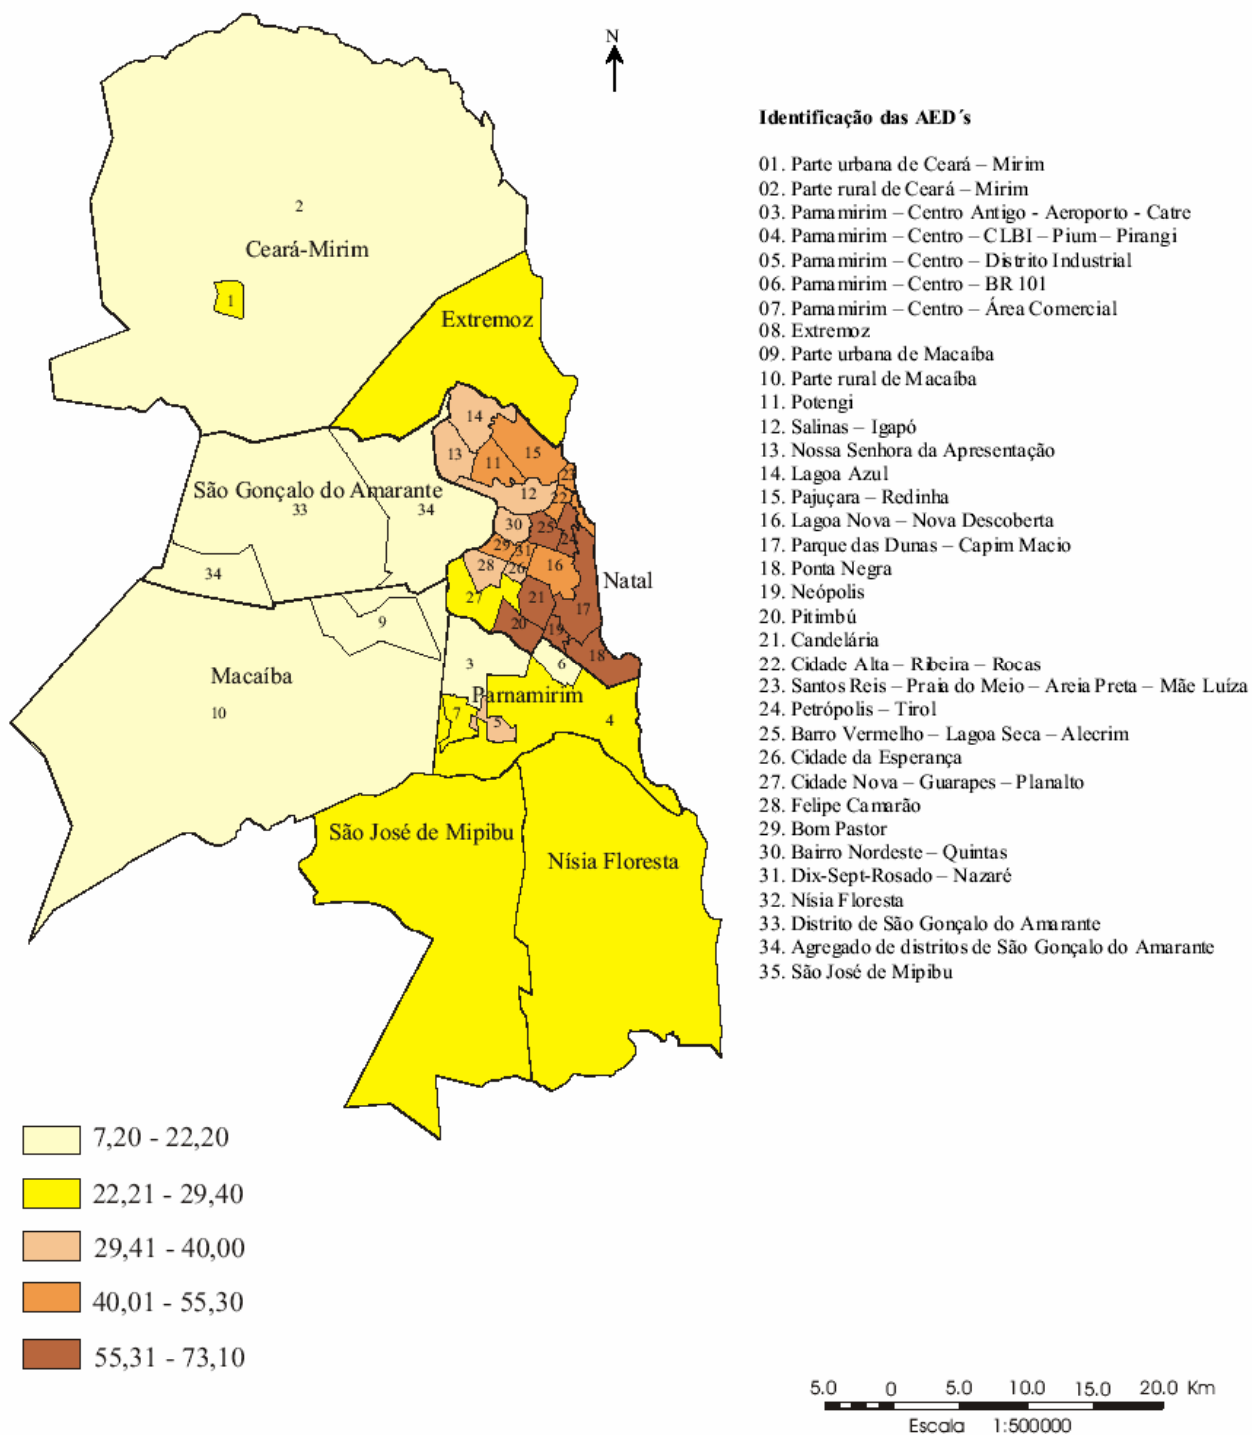 N
Identificação das AED´s
01. Parte urbana de Ceará – Mirim
02. Parte rural de Ceará – Mirim
03. Parnamirim – Centro Antigo - Aeroporto - Catre
04. Parnamirim – Centro – CLBI – Pium – Pirangi
05. Parnamirim – Centro – Distrito Industrial
06. Parnamirim – Centro – BR 101
07. Parnamirim – Centro – Área Comercial
08. Extremoz
09. Parte urbana de Macaíba
10. Parte rural de Macaíba
11. Potengi
12. Salinas – Igapó
13. Nossa Senhora da Apresentação
14. Lagoa Azul
15. Pajuçara – Redinha
16. Lagoa Nova – Nova Descoberta
17. Parque das Dunas – Capim Macio
18. Ponta Negra
19. Neópolis
20. Pitimbú
21. Candelária
22. Cidade Alta – Ribeira – Rocas
23. Santos Reis – Praia do Meio – Areia Preta – Mãe Luíza
24. Petrópolis – Tirol
25. Barro Vermelho – Lagoa Seca – Alecrim
26. Cidade da Esperança
27. Cidade Nova – Guarapes – Planalto
28. Felipe Camarão
29. Bom Pastor
30. Bairro Nordeste – Quintas
31. Dix-Sept-Rosado – Nazaré
32. Nísia Floresta
33. Distrito de São Gonçalo do Amarante
34. Agregado de distritos de São Gonçalo do Amarante
35. São José de Mipibu
2
Ceará-Mirim
1
Extremoz
14
13
11
15
23
12
22
São Gonçalo do Amarante
33
34
30
25
24
29
31
28
26
16
34
Natal
27
21
17
9
20
19
18
3
6
Macaíba
Parnamirim
10
7
5
4
São José de Mipibu
Nísia Floresta
7,20 - 22,20
22,21 - 29,40
29,41 - 40,00
40,01 - 55,30
55,31 - 73,10
5.0 0 5.0 10.0 15.0 20.0 Km
Escala 1:500000